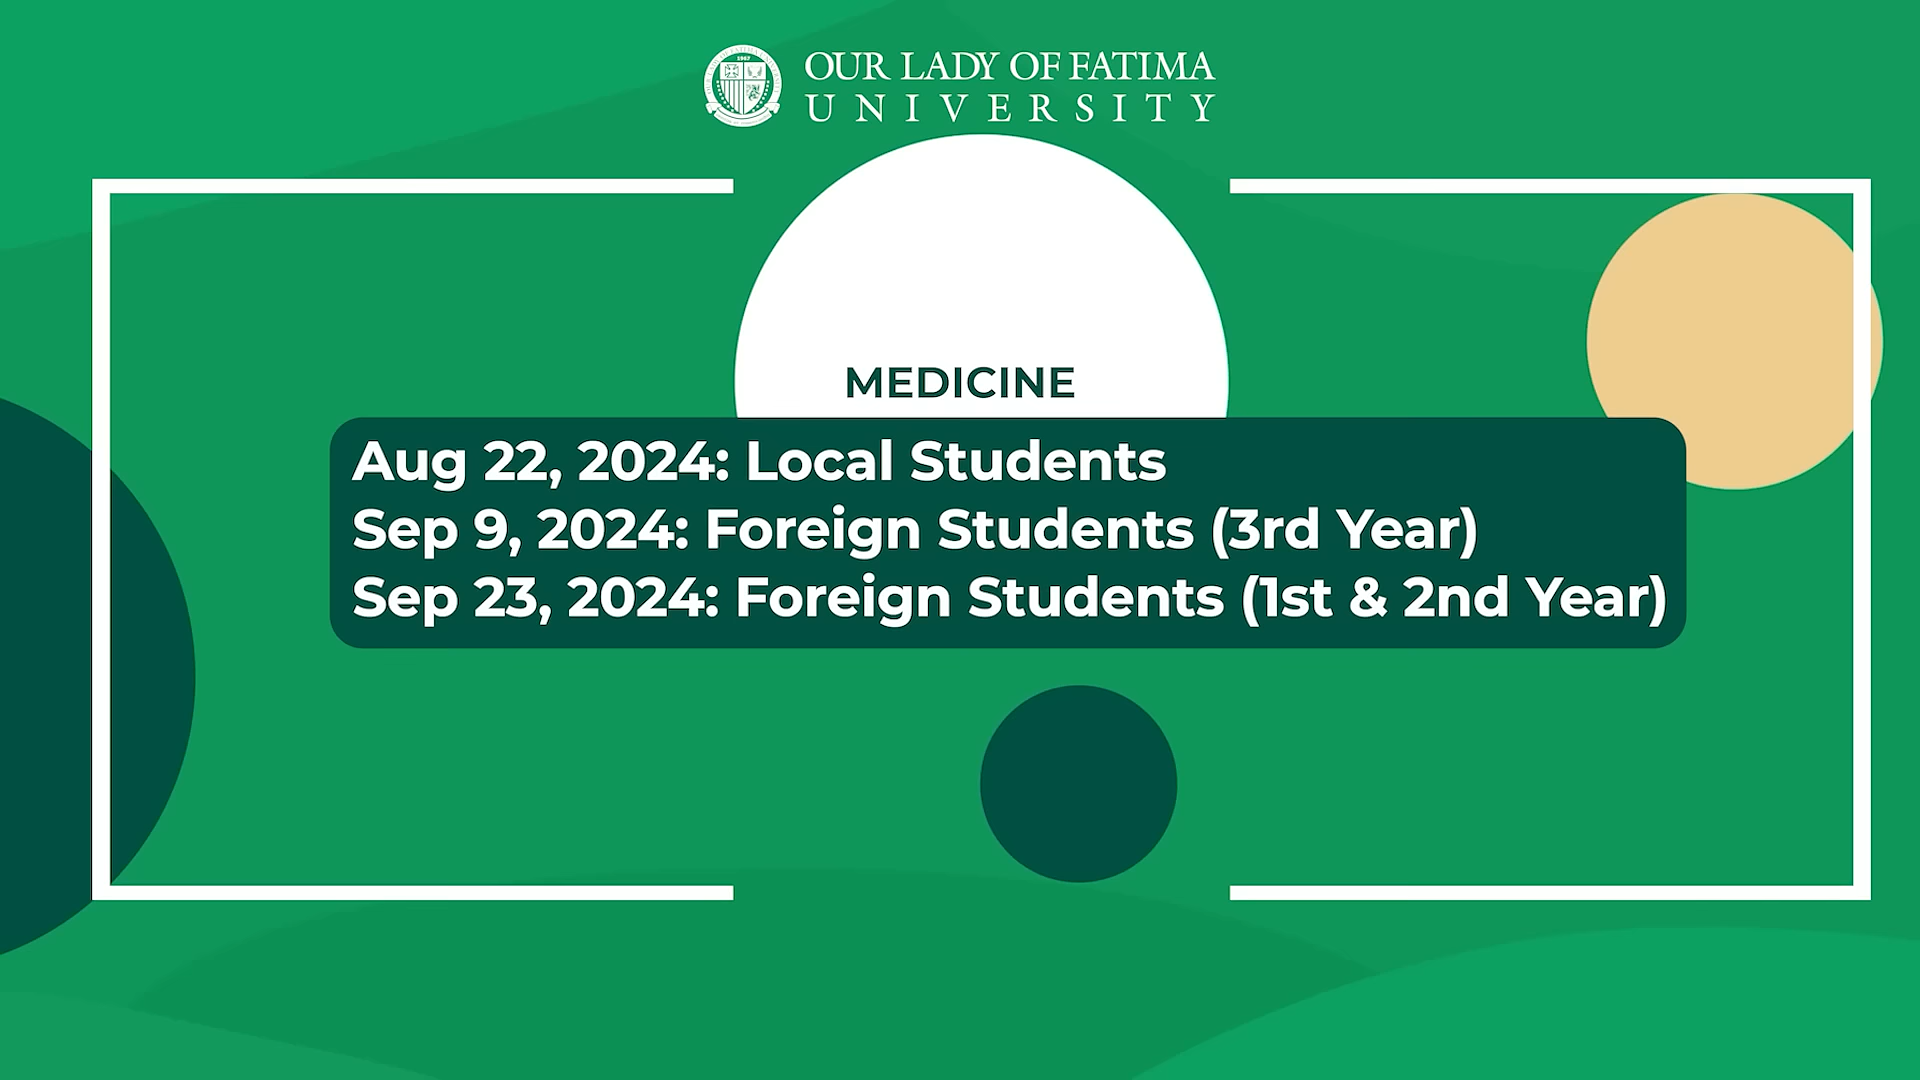 OUR LADY OF FATIMA
UNIVERSITY
1967
MEDICINE
Aug 22, 2024: Local Students
Sep 9, 2024: Foreign Students (3rd Year)
Sep 23, 2024: Foreign Students (1st & 2nd Year)